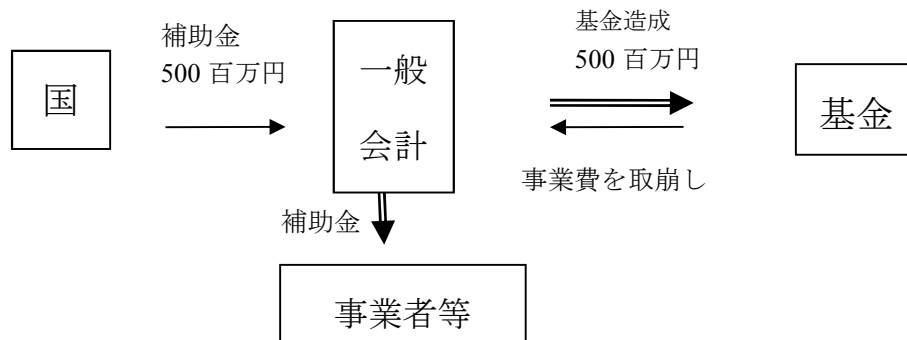 補助金
500 百万円
国
一般
会計
基金造成
500 百万円
基金
事業費を取崩し
補助金
事業者等